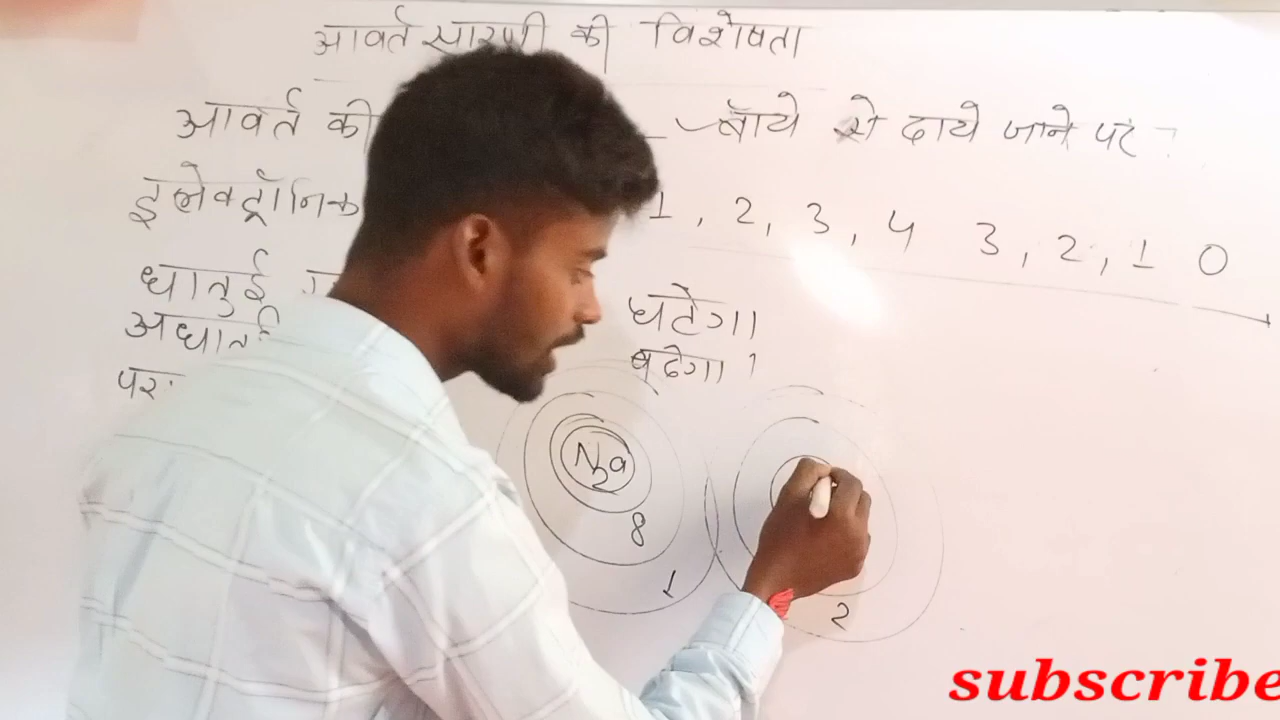 आवर्त सारणी की विशेषता
आवर्त की बाँये से दाये जाने पर
इलेक्ट्रॉनिक 1, 2, 3, 4 3, 2, 1 0
धातुई घटेगा
बढेगा
Na
2
8
1
2
subscribe